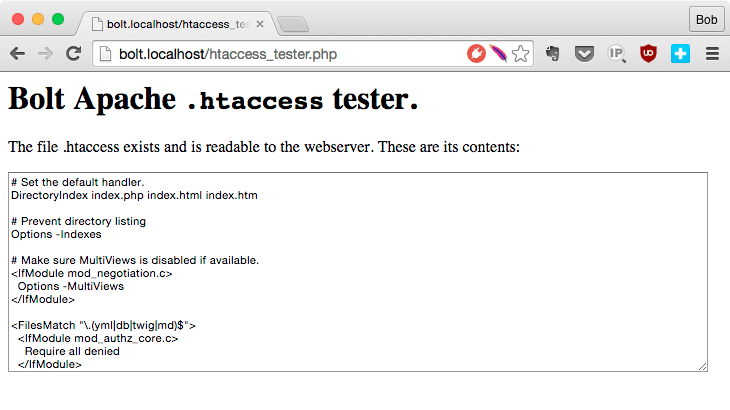 bolt.localhost/htaccess_tes
Bob
bolt.localhost/htaccess_tester.php
IP
Bolt Apache .htaccess tester.
The file .htaccess exists and is readable to the webserver. These are its contents:
# Set the default handler.
DirectoryIndex index.php index.html index.htm
# Prevent directory listing
Options -Indexes
# Make sure MultiViews is disabled if available.
<IfModule mod_negotiation.c>
Options -MultiViews
</IfModule>
<FilesMatch "\.(yml|db|twig|md)$">
<IfModule mod_authz_core.c>
Require all denied
</IfModule>